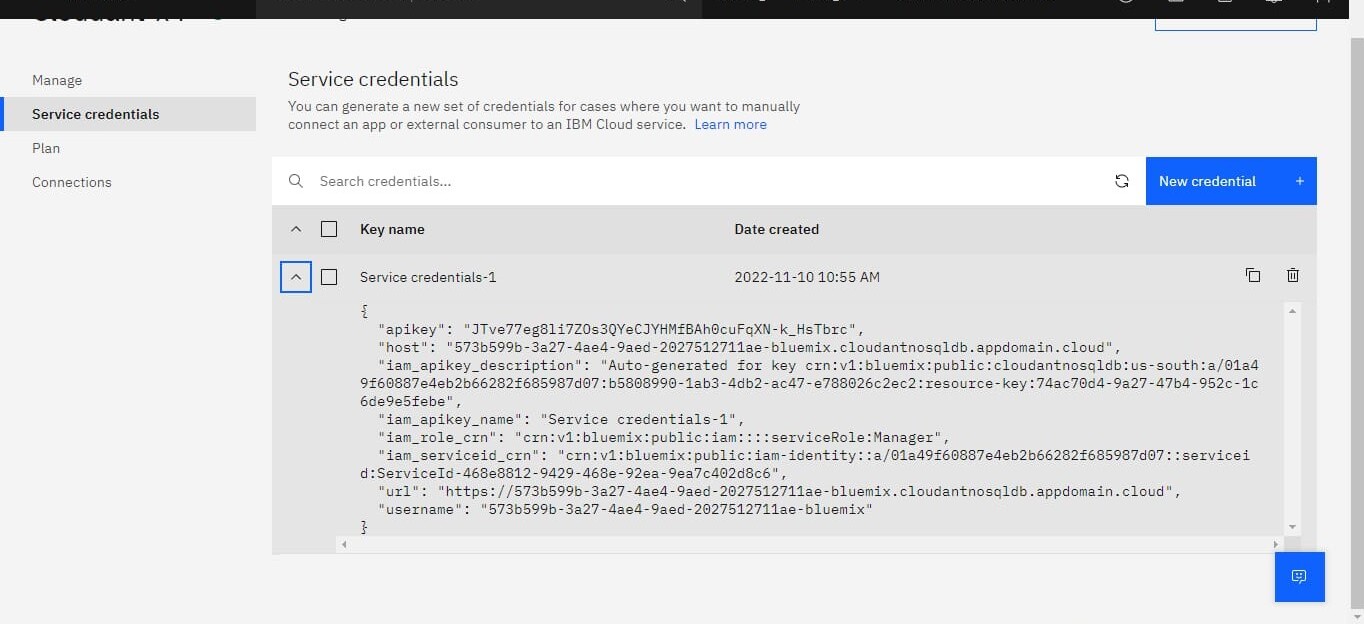 Manage
Service credentials
Plan
Connections
Service credentials
You can generate a new set of credentials for cases where you want to manually
connect an app or external consumer to an IBM Cloud service. Learn more
Search credentials...
New credential +
Key name Date created
Service credentials-1 2022-11-10 10:55 AM
{
"apikey": "JTve77eg8li7ZOs3QYeCJYHMfBAh0cuFqXN-k_HsTbrc",
"host": "573b599b-3a27-4ae4-9aed-2027512711ae-bluemix.cloudantnosqldb.appdomain.cloud",
"iam_apikey_description": "Auto-generated for key crn:v1:bluemix:public:cloudantnosqldb:us-south:a/01a4
9f60887e4eb2b66282f685987d07:b5808990-1ab3-4db2-ac47-e788026c2ec2:resource-key:74ac70d4-9a27-47b4-952c-1c
6de9e5febe",
"iam_apikey_name": "Service credentials-1",
"iam_role_crn": "crn:v1:bluemix:public:iam::::serviceRole:Manager",
"iam_serviceid_crn": "crn:v1:bluemix:public:iam-identity::a/01a49f60887e4eb2b66282f685987d07::servicei
d:ServiceId-468e8812-9429-468e-92ea-9ea7c402d8c6",
"url": "https://573b599b-3a27-4ae4-9aed-2027512711ae-bluemix.cloudantnosqldb.appdomain.cloud",
"username": "573b599b-3a27-4ae4-9aed-2027512711ae-bluemix"
}